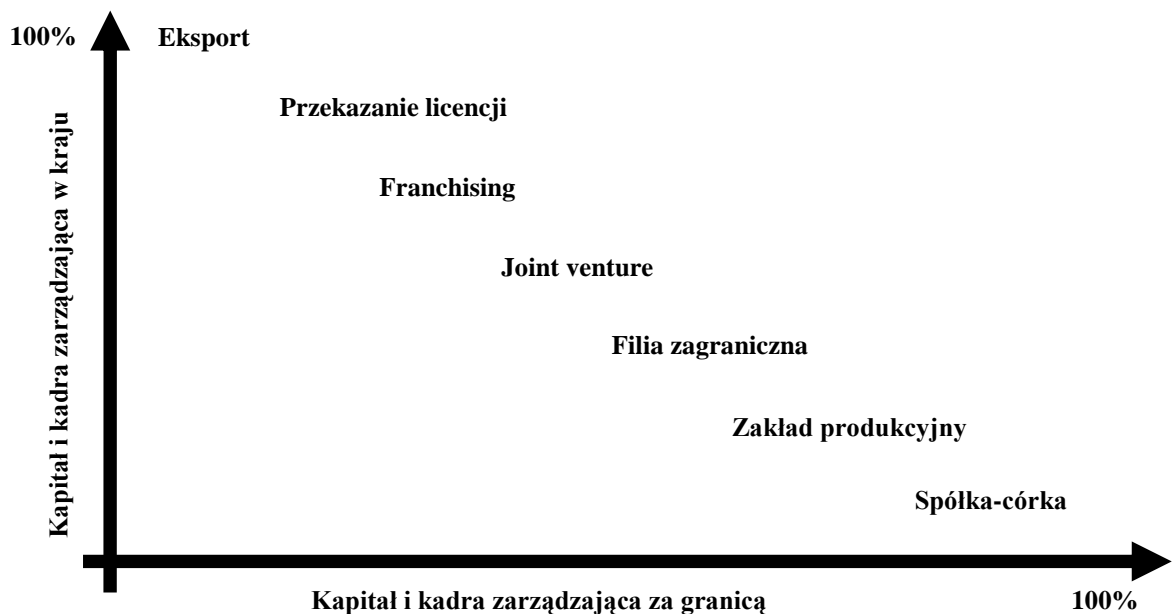 100%
Eksport
Przekazanie licencji
Franchising
Joint venture
Filia zagraniczna
Zakład produkcyjny
Spółka-córka
Kapitał i kadra zarządzająca w kraju
Kapitał i kadra zarządzająca za granicą
100%